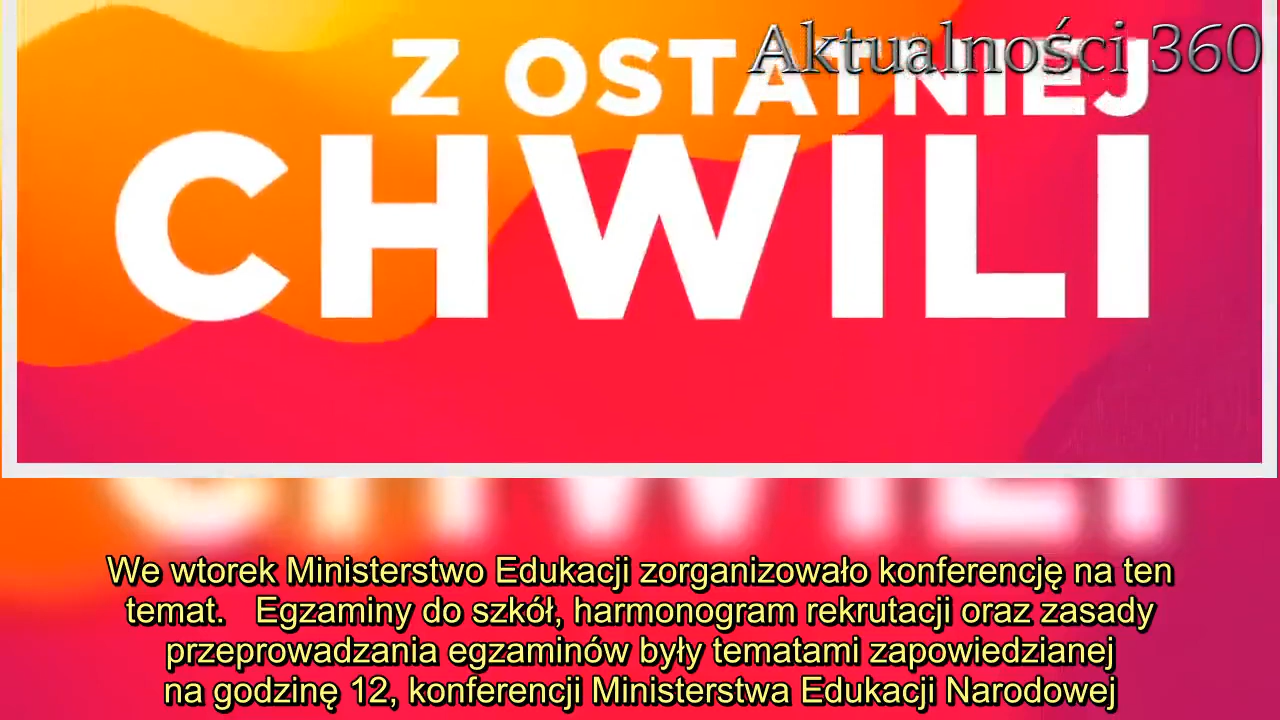 Aktualności 360
Z OSTATNIEJ
CHWILI
We wtorek Ministerstwo Edukacji zorganizowało konferencję na ten
temat. Egzaminy do szkół, harmonogram rekrutacji oraz zasady
przeprowadzania egzaminów były tematami zapowiedzianej
na godzinę 12, konferencji Ministerstwa Edukacji Narodowej